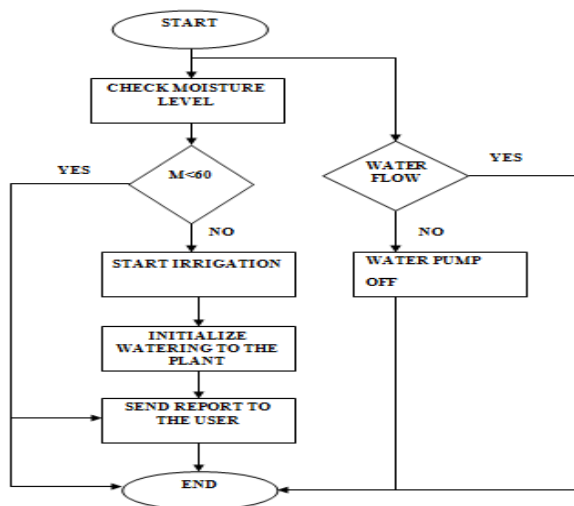 START
CHECK MOISTURE
LEVEL
YES
M<60
NO
START IRRIGATION
INITIALIZE
WATERING TO THE
PLANT
SEND REPORT TO
THE USER
END
WATER
FLOW
YES
NO
WATER PUMP
OFF